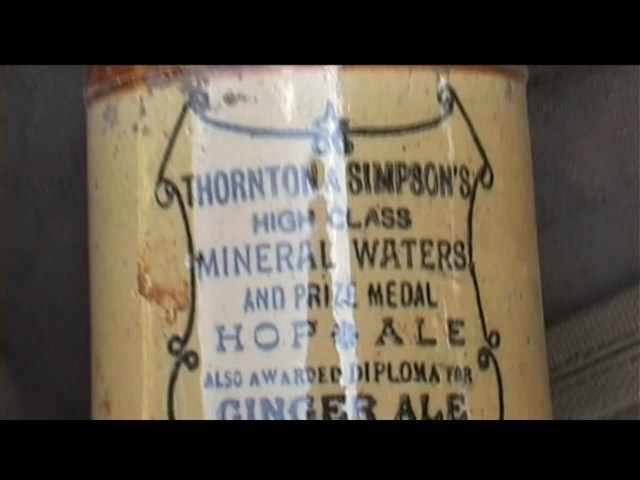 THORNTON & SIMPSON'S
HIGH CLASS
MINERAL WATERS
AND PRIZE MEDAL
HOP ALE
ALSO AWARDED DIPLOMA FOR
GINGER ALE